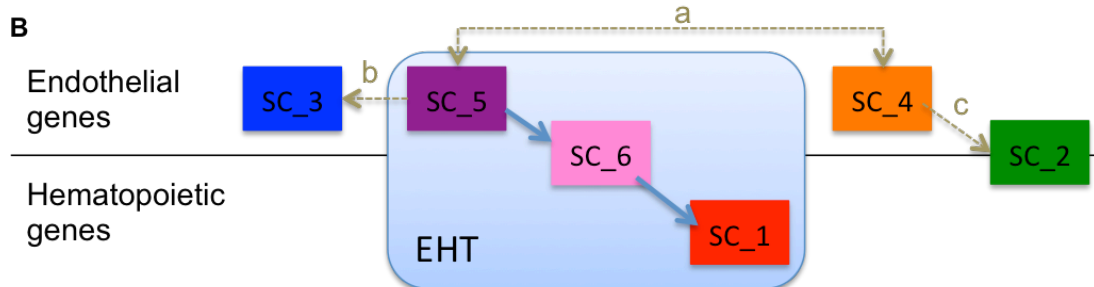 B
a
Endothelial
genes
SC_3
b
SC_5
SC_4
c
SC_6
SC_2
Hematopoietic
genes
SC_1
EHT